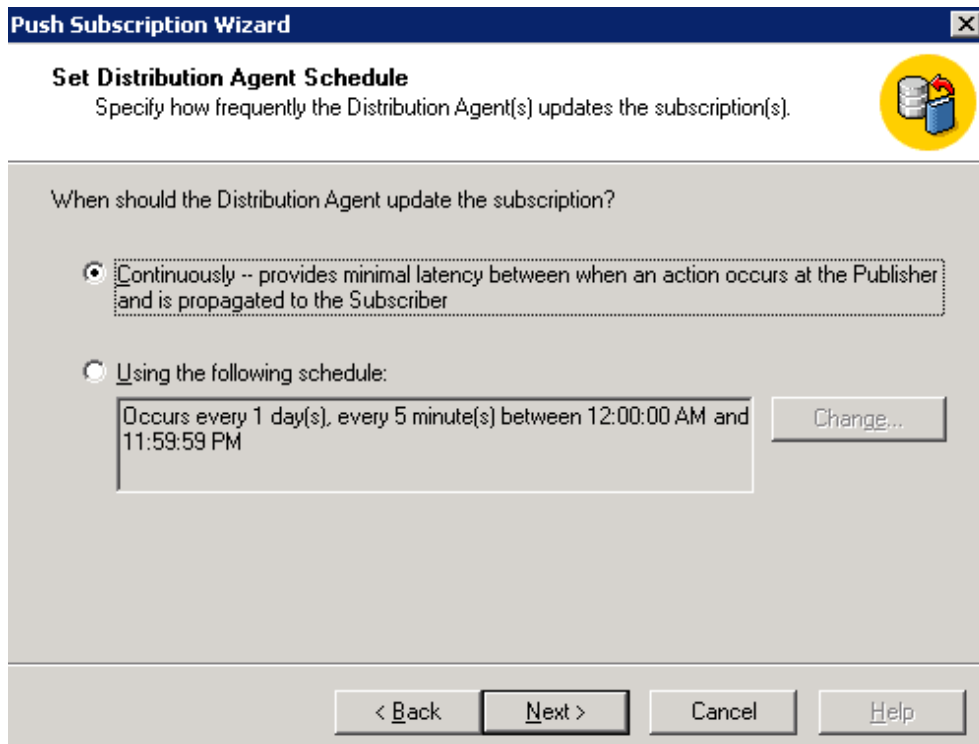 Push Subscription Wizard
Set Distribution Agent Schedule
Specify how frequently the Distribution Agent(s) updates the subscription(s).
When should the Distribution Agent update the subscription?
Continuously -- provides minimal latency between when an action occurs at the Publisher
and is propagated to the Subscriber
Using the following schedule:
Occurs every 1 day(s), every 5 minute(s) between 12:00:00 AM and
11:59:59 PM
Change...
< Back
Next >
Cancel
Help